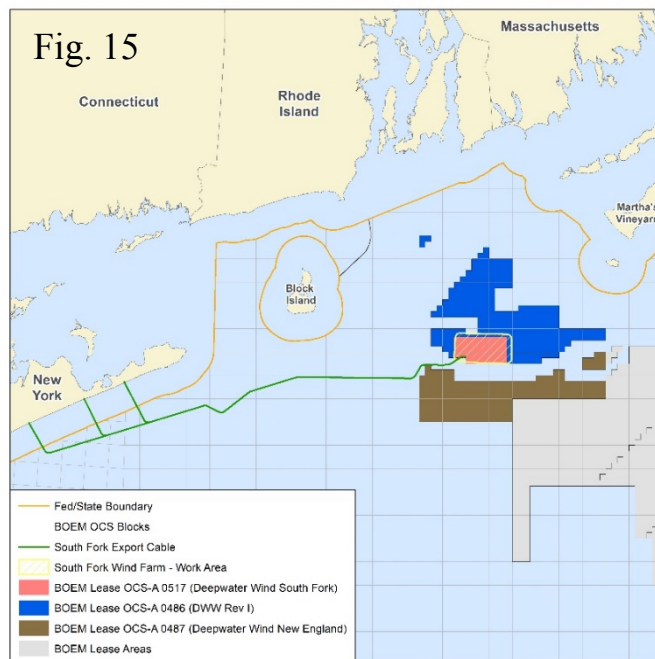 Fig. 15
Massachusetts
Connecticut
Rhode
Island
Martha's
Vineyard
Block
Island
New
York
Fed/State Boundary
BOEM OCS Blocks
South Fork Export Cable
South Fork Wind Farm - Work Area
BOEM Lease OCS-A 0517 (Deepwater Wind South Fork)
BOEM Lease OCS-A 0486 (DWW Rev I)
BOEM Lease OCS-A 0487 (Deepwater Wind New England)
BOEM Lease Areas